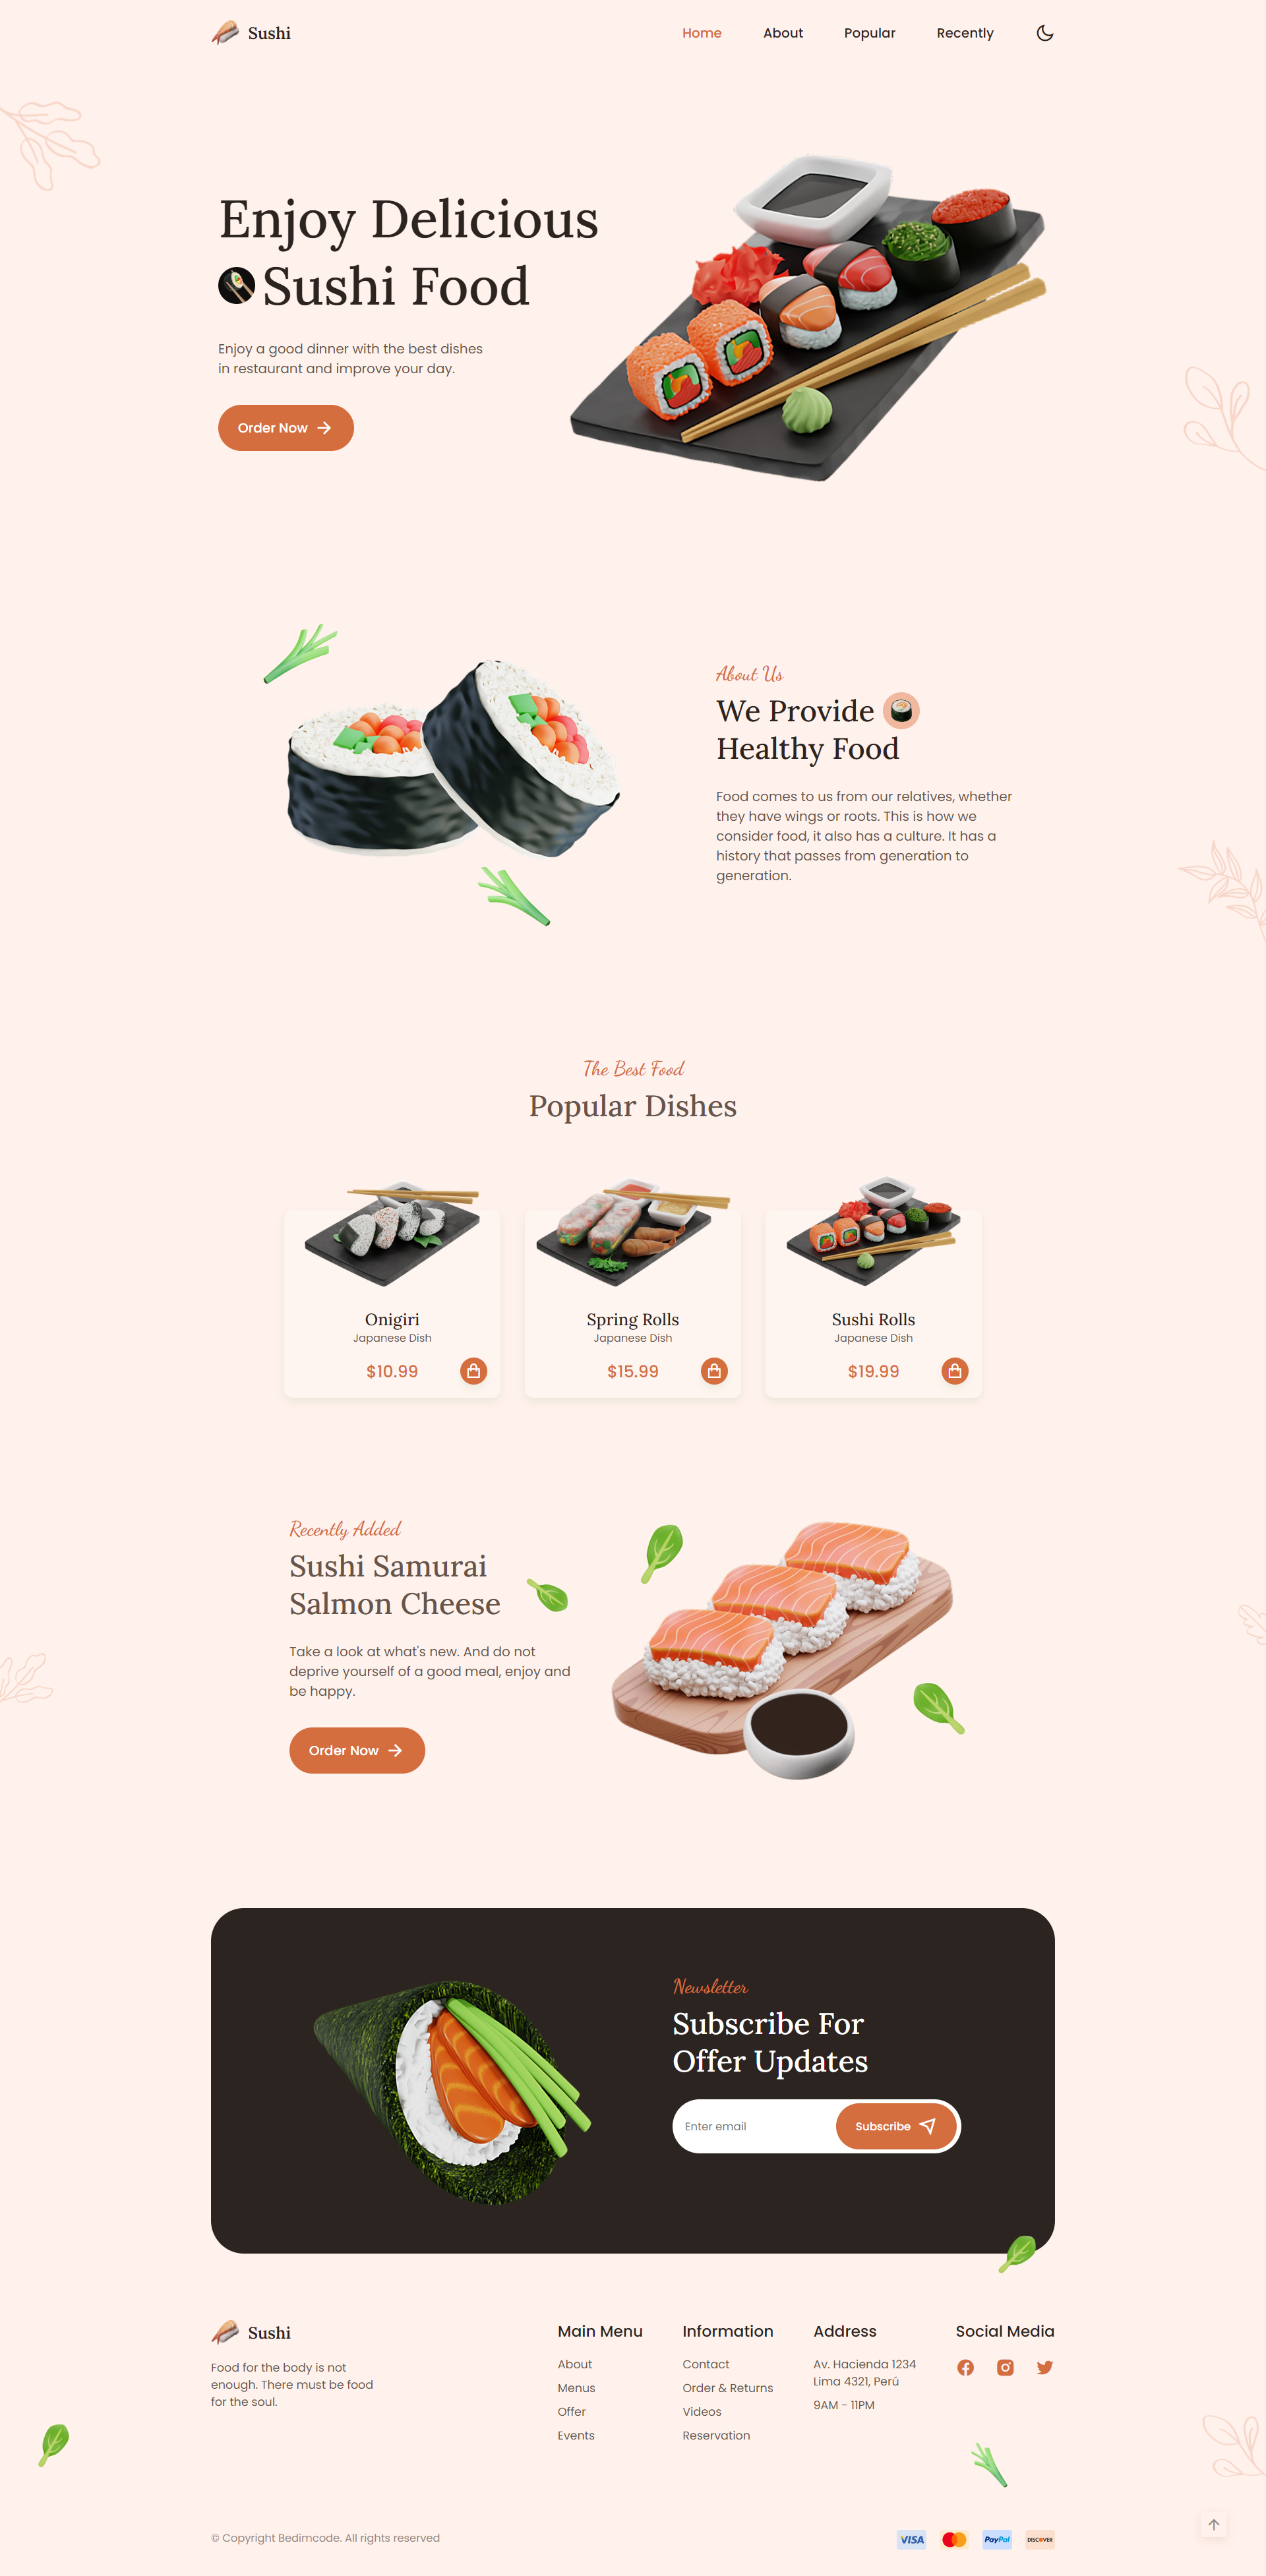 Sushi
Home
About
Popular
Recently
Enjoy Delicious
Sushi Food
Enjoy a good dinner with the best dishes
in restaurant and improve your day.
Order Now
About Us
We Provide
Healthy Food
Food comes to us from our relatives, whether
they have wings or roots. This is how we
consider food, it also has a culture. It has a
history that passes from generation to
generation.
The Best Food
Popular Dishes
Onigiri
Japanese Dish
$10.99
Spring Rolls
Japanese Dish
$15.99
Sushi Rolls
Japanese Dish
$19.99
Recently Added
Sushi Samurai
Salmon Cheese
Take a look at what's new. And do not
deprive yourself of a good meal, enjoy and
be happy.
Order Now
Newsletter
Subscribe For
Offer Updates
Enter email
Subscribe
Sushi
Food for the body is not
enough. There must be food
for the soul.
Main Menu
About
Menus
Offer
Events
Information
Contact
Order & Returns
Videos
Reservation
Address
Av. Hacienda 1234
Lima 4321, Perú
9AM - 11PM
Social Media
© Copyright Bedimcode. All rights reserved
VISA
PayPal
DISCOVER